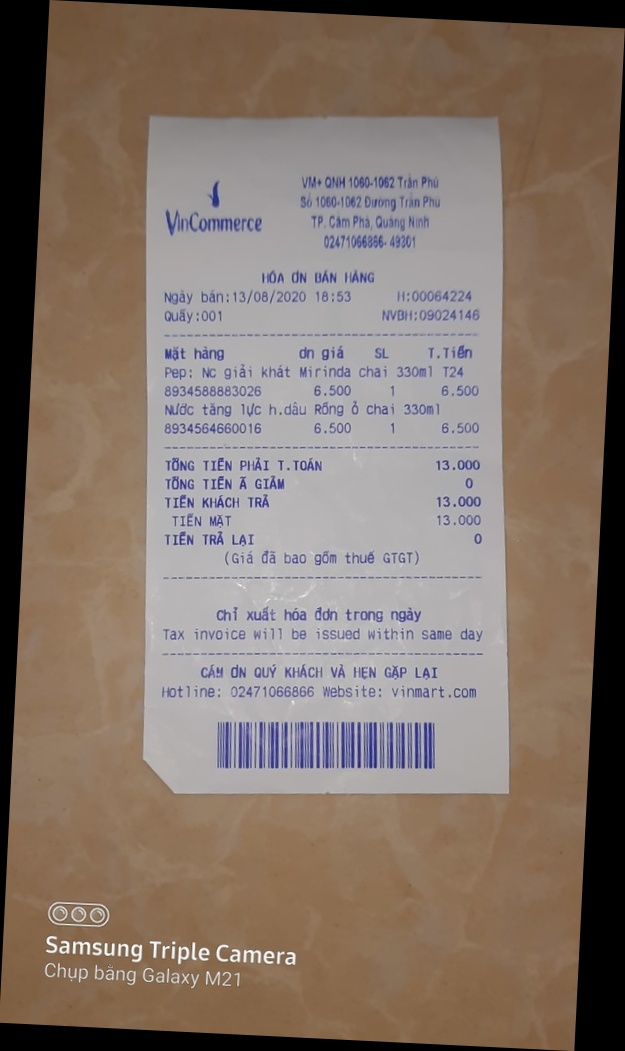 VinCommerce
VM+ QNH 1060-1062 Trần Phú
Số 1060-1062 Đường Trần Phú
TP. Cẩm Phả, Quảng Ninh
02471066866- 49301
HÓA ĐN BÁN HÀNG
Ngày bán:13/08/2020 18:53 H:00064224
Quầy:001 NVBH:09024146
Mặt hàng đn giá SL T.Tiền
Pep: Nc giải khát Mirinda chai 330ml T24
8934588883026 6.500 1 6.500
Nước tăng lực h.dâu Rồng đỏ chai 330ml
8934564660016 6.500 1 6.500
TỔNG TIỀN PHẢI T.TOÁN 13.000
TỔNG TIỀN Ã GIẢM 0
TIỀN KHÁCH TRẢ 13.000
TIỀN MẶT 13.000
TIỀN TRẢ LẠI 0
(Giá đã bao gồm thuế GTGT)
Chỉ xuất hóa đơn trong ngày
Tax invoice will be issued within same day
CÁM ƠN QUÝ KHÁCH VÀ HẸN GẶP LẠI
Hotline: 02471066866 Website: vinmart.com
Samsung Triple Camera
Chụp bằng Galaxy M21